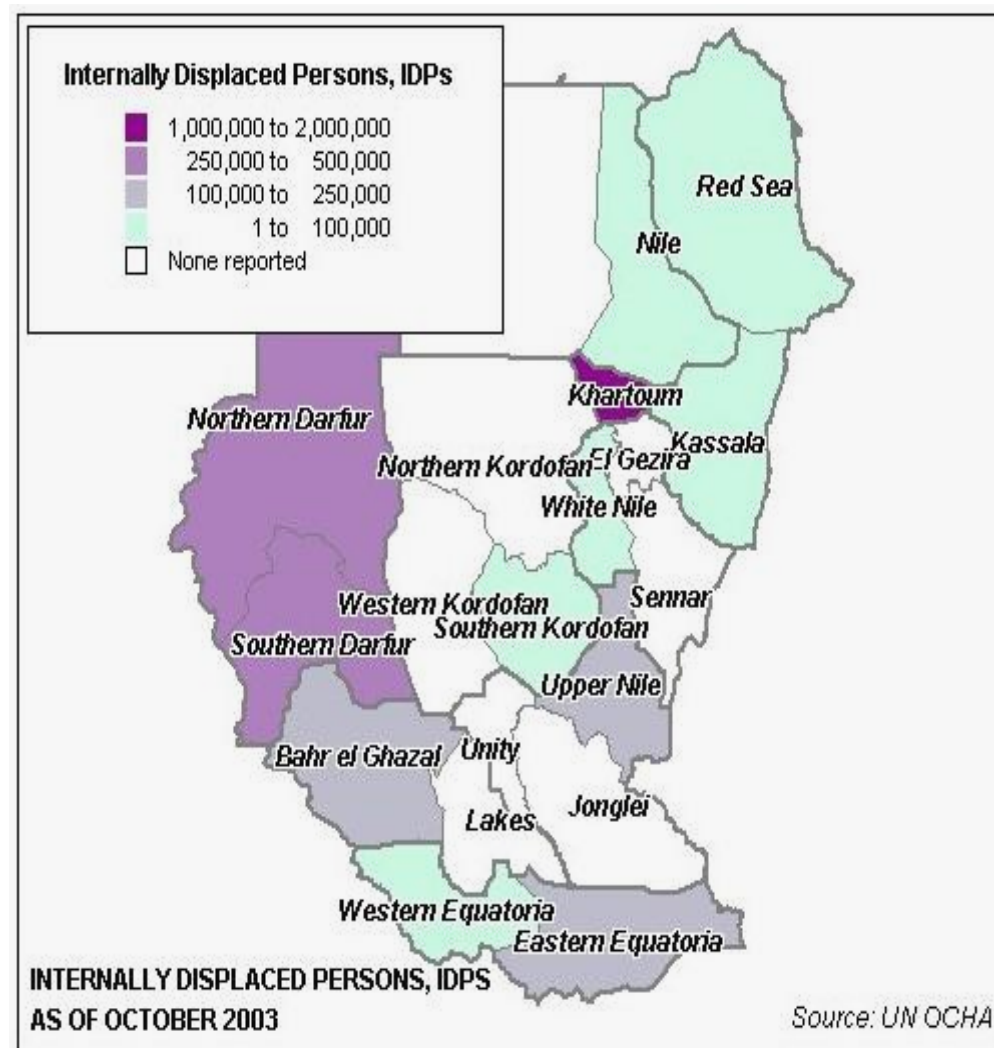 Internally Displaced Persons, IDPs
1,000,000 to 2,000,000
250,000 to 500,000
100,000 to 250,000
1 to 100,000
None reported
Red Sea
Nile
Khartoum
Northern Darfur
Kassala
Northern Kordofan
El Gezira
White Nile
Western Kordofan
Sennar
Southern Kordofan
Southern Darfur
Upper Nile
Bahr el Ghazal
Unity
Jonglei
Lakes
Western Equatoria
Eastern Equatoria
INTERNALLY DISPLACED PERSONS, IDPS
AS OF OCTOBER 2003
Source: UN OCHA